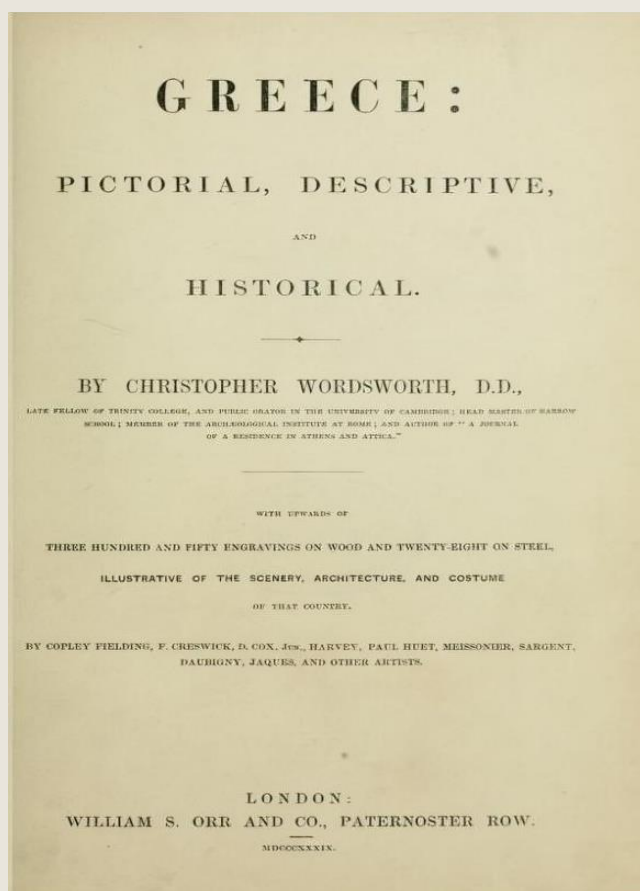 GREECE:
PICTORIAL, DESCRIPTIVE,
AND
HISTORICAL.
BY CHRISTOPHER WORDSWORTH, D.D.,
LATE FELLOW OF TRINITY COLLEGE, AND PUBLIC ORATOR IN THE UNIVERSITY OF CAMBRIDGE; HEAD MASTER OF HARROW
SCHOOL; MEMBER OF THE ARCHÆOLOGICAL INSTITUTE AT ROME; AND AUTHOR OF "A JOURNAL
OF A RESIDENCE IN ATHENS AND ATTICA."
WITH UPWARDS OF
THREE HUNDRED AND FIFTY ENGRAVINGS ON WOOD AND TWENTY-EIGHT ON STEEL,
ILLUSTRATIVE OF THE SCENERY, ARCHITECTURE, AND COSTUME
OF THAT COUNTRY.
BY COPLEY FIELDING, F. CRESWICK, D. COX, Jun., HARVEY, PAUL HUET, MEISSONIER, SARGENT,
DAUBIGNY, JAQUES, AND OTHER ARTISTS.
LONDON:
WILLIAM S. ORR AND CO., PATERNOSTER ROW.
MDCCCXXXIX.